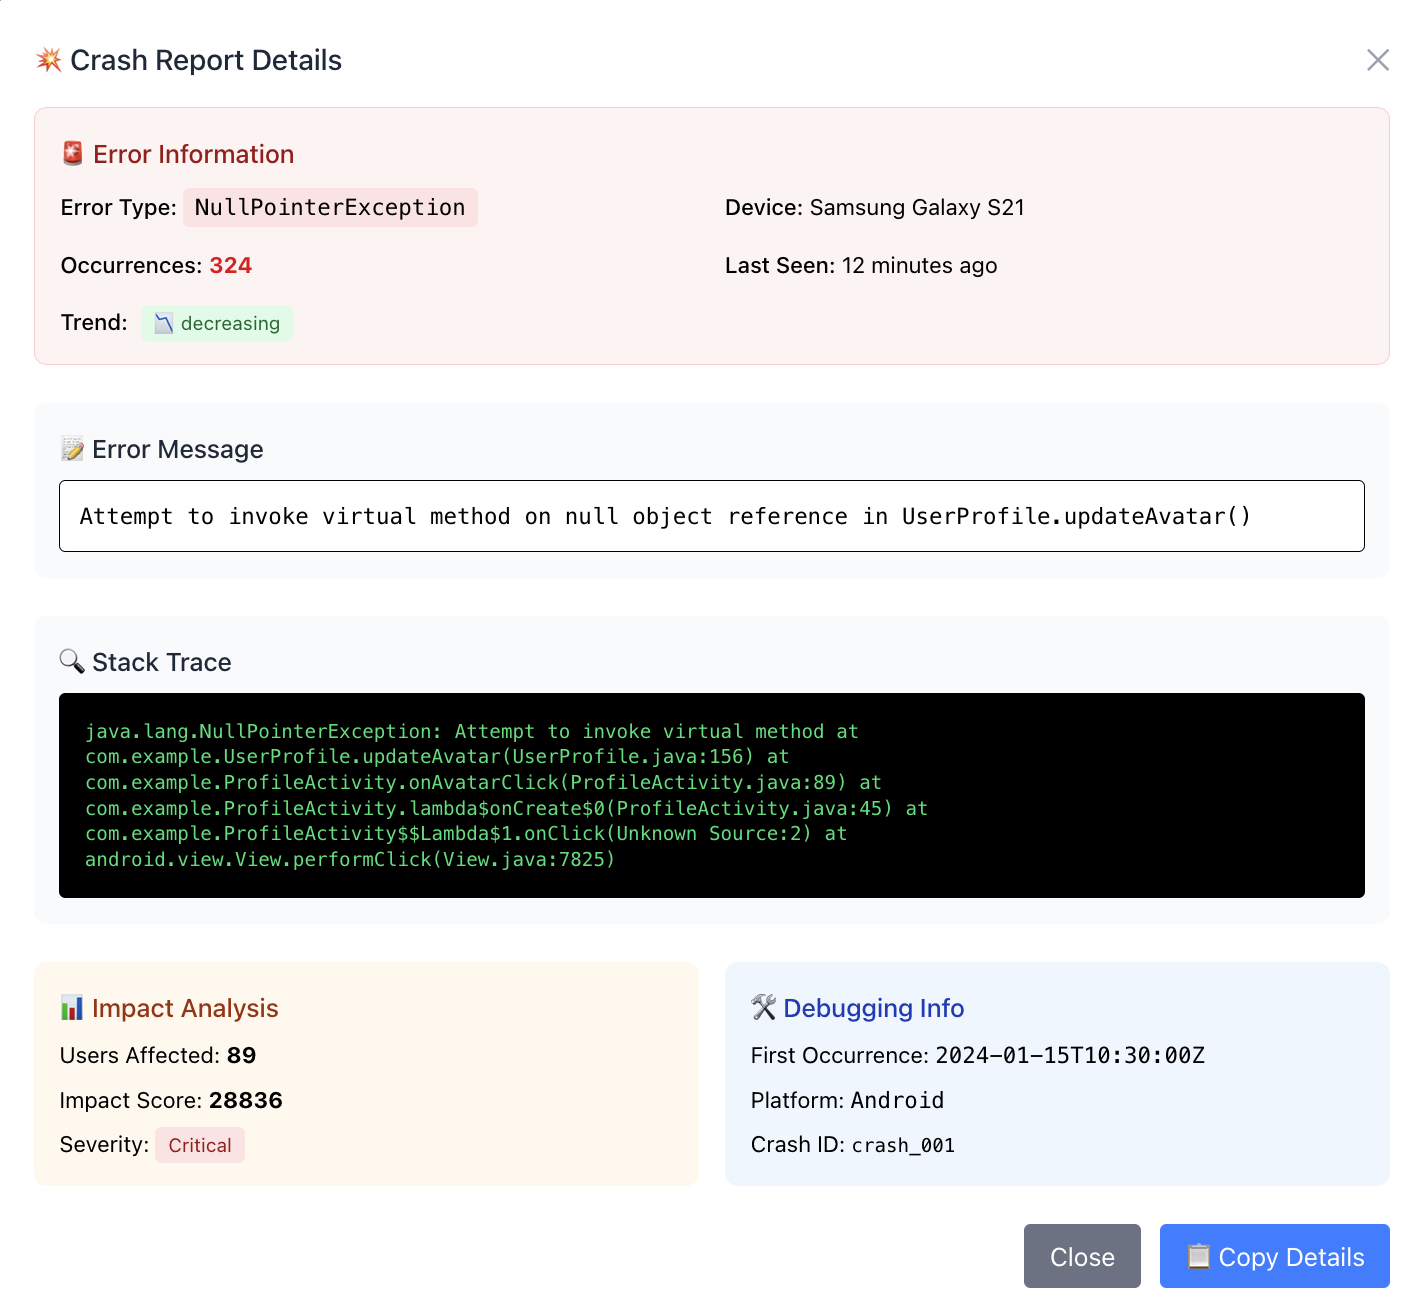 💥 Crash Report Details
🚨 Error Information
Error Type: NullPointerException
Device: Samsung Galaxy S21
Occurrences: 324
Last Seen: 12 minutes ago
Trend: 📉 decreasing
📝 Error Message
Attempt to invoke virtual method on null object reference in UserProfile.updateAvatar()
🔍 Stack Trace
java.lang.NullPointerException: Attempt to invoke virtual method at
com.example.UserProfile.updateAvatar(UserProfile.java:156) at
com.example.ProfileActivity.onAvatarClick(ProfileActivity.java:89) at
com.example.ProfileActivity.lambda$onCreate$0(ProfileActivity.java:45) at
com.example.ProfileActivity$$Lambda$1.onClick(Unknown Source:2) at
android.view.View.performClick(View.java:7825)
📊 Impact Analysis
Users Affected: 89
Impact Score: 28836
Severity: Critical
🛠️ Debugging Info
First Occurrence: 2024-01-15T10:30:00Z
Platform: Android
Crash ID: crash_001
Close
📋 Copy Details